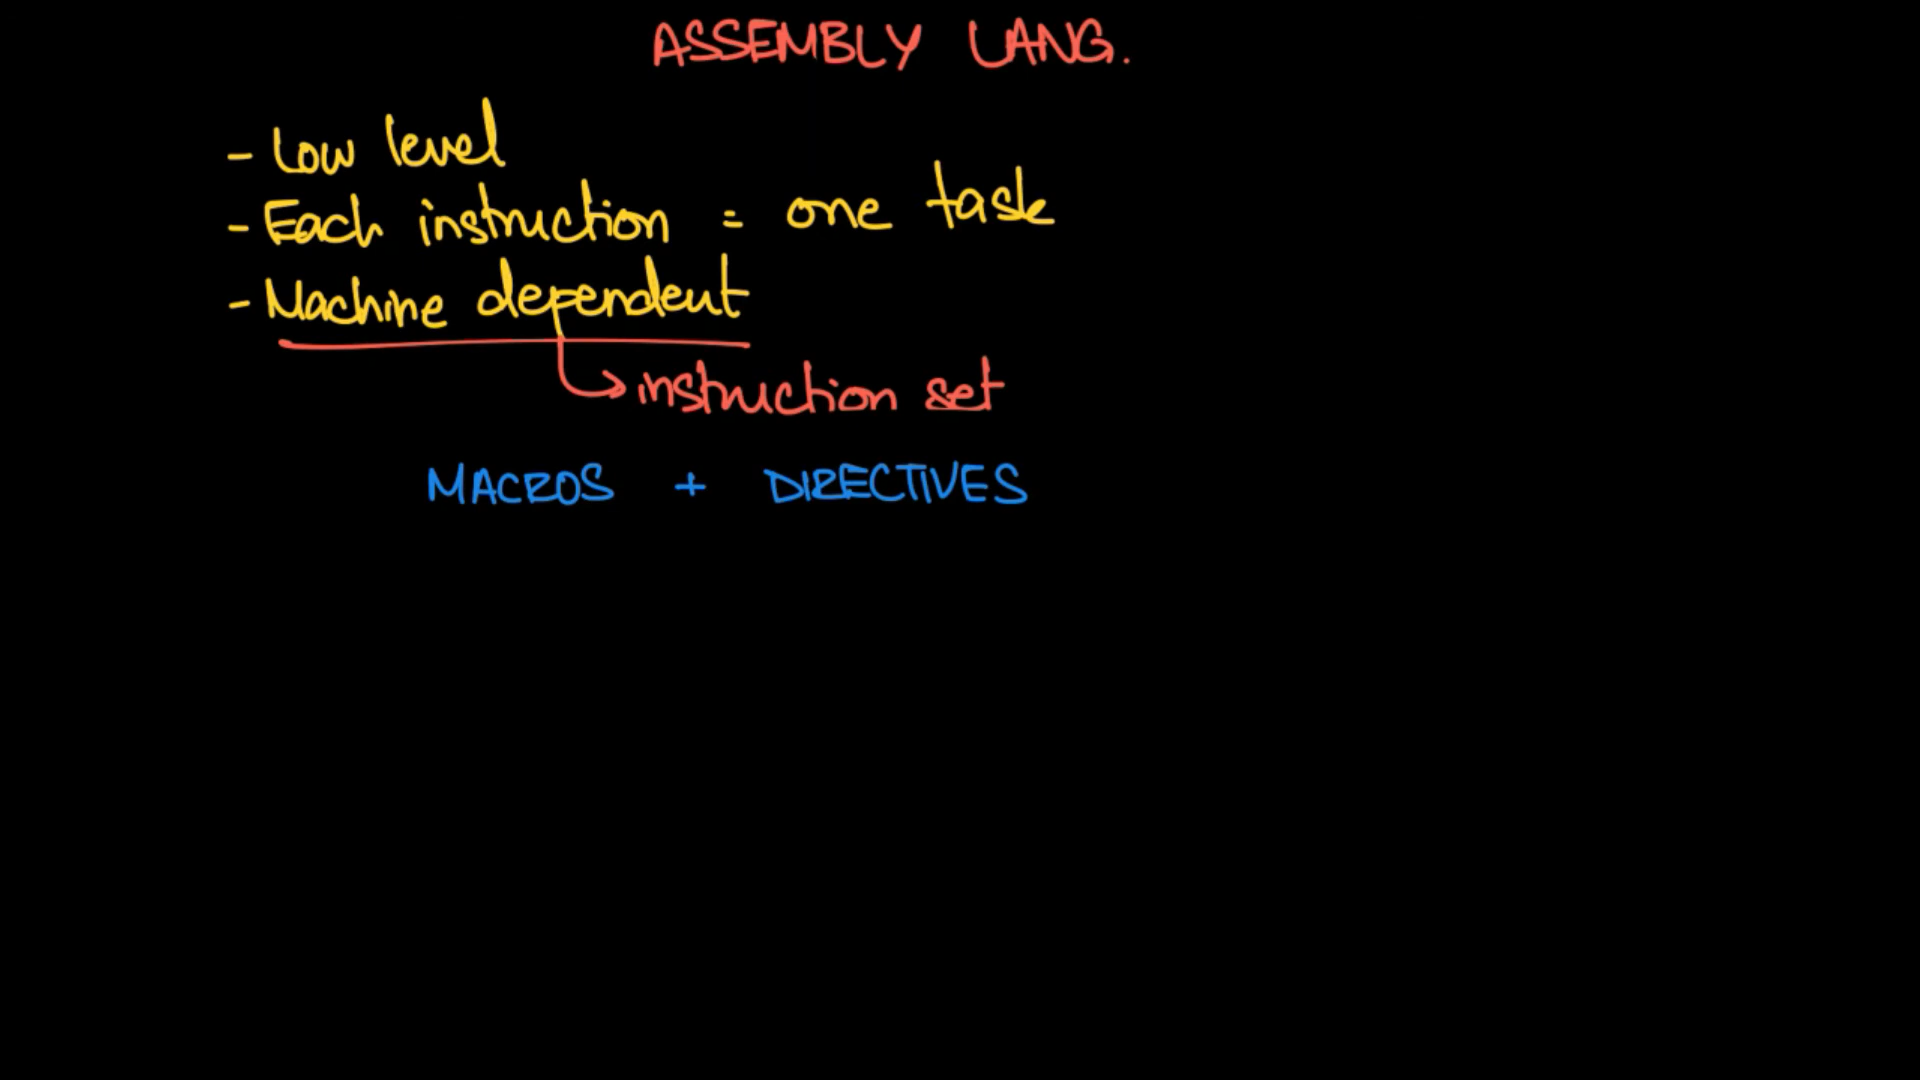 ASSEMBLY LANG.
- Low level
- Each instruction = one task
- Machine dependent
instruction set
MACROS + DIRECTIVES